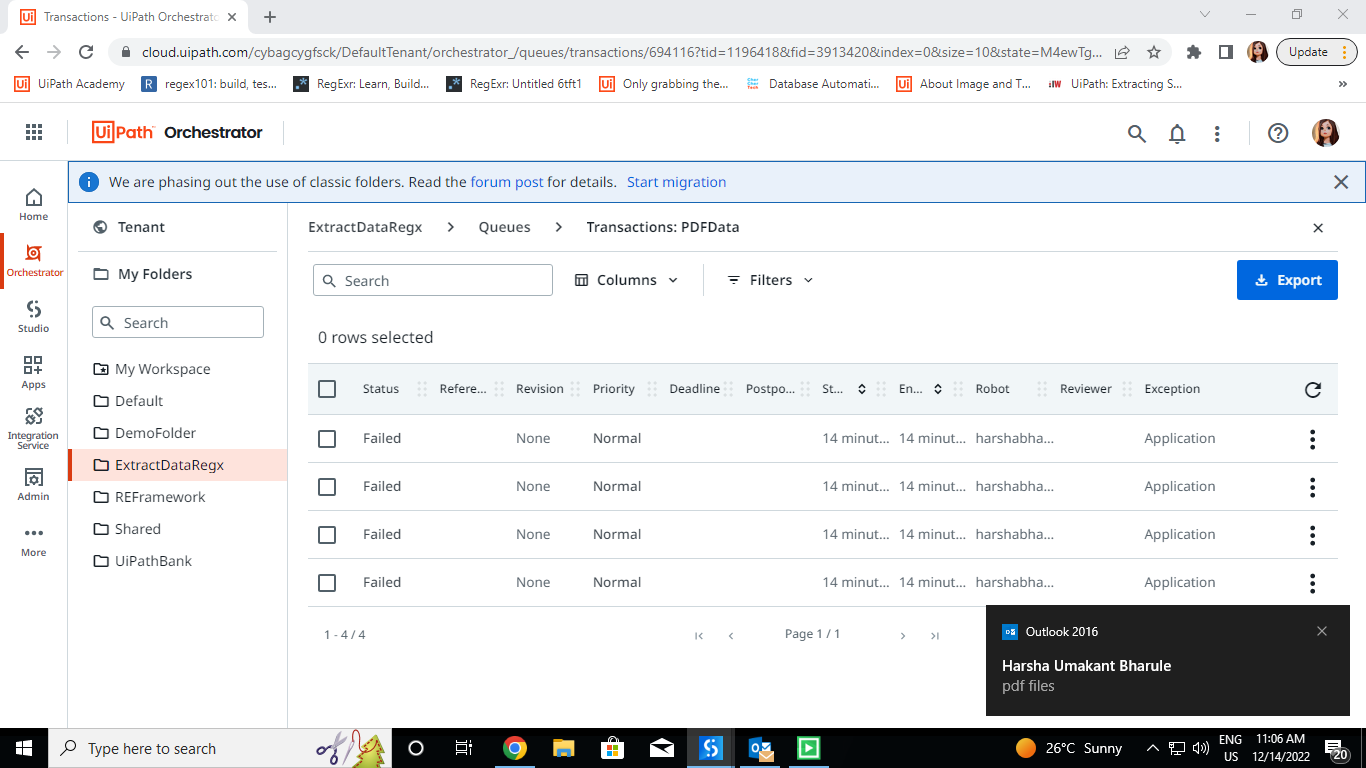 Ui Transactions - UiPath Orchestrato
cloud.uipath.com/cybagcygfsck/DefaultTenant/orchestrator_/queues/transactions/694116?tid=1196418&fid=3913420&index=0&size=10&state=M4ewTg... Update
UiPath Academy regex101: build, tes... RegExr: Learn, Build... RegExr: Untitled 6tft1 Only grabbing the... Database Automati... About Image and T... UiPath: Extracting S... »
UiPath Orchestrator
We are phasing out the use of classic folders. Read the forum post for details. Start migration
Home
Orchestrator
Studio
Apps
Integration
Service
Admin
More
Tenant
My Folders
Search
My Workspace
Default
DemoFolder
ExtractDataRegx
REFramework
Shared
UiPathBank
ExtractDataRegx > Queues > Transactions: PDFData
Search Columns Filters Export
0 rows selected
Status Refere... Revision Priority Deadline Postpo... St... En... Robot Reviewer Exception
Failed None Normal 14 minut... 14 minut... harshabha... Application
Failed None Normal 14 minut... 14 minut... harshabha... Application
Failed None Normal 14 minut... 14 minut... harshabha... Application
Failed None Normal 14 minut... 14 minut... harshabha... Application
1 - 4 / 4 Page 1 / 1
Outlook 2016
Harsha Umakant Bharule
pdf files
Type here to search
26°C Sunny
ENG
US
11:06 AM
12/14/2022
20